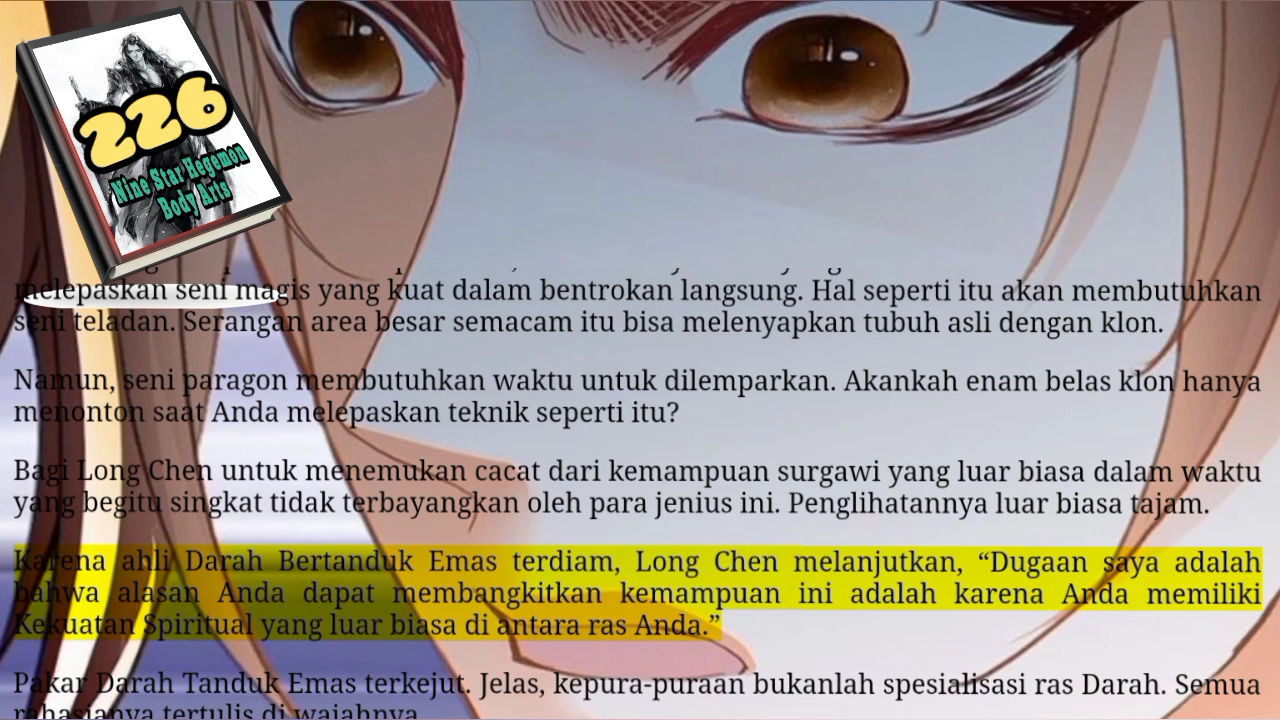 226
Nine Star Hegemon
Body Arts
melepaskan seni magis yang kuat dalam bentrokan langsung. Hal seperti itu akan membutuhkan
seni teladan. Serangan area besar semacam itu bisa melenyapkan tubuh asli dengan klon.
Namun, seni paragon membutuhkan waktu untuk dilemparkan. Akankah enam belas klon hanya
menonton saat Anda melepaskan teknik seperti itu?
Bagi Long Chen untuk menemukan cacat dari kemampuan surgawi yang luar biasa dalam waktu
yang begitu singkat tidak terbayangkan oleh para jenius ini. Penglihatannya luar biasa tajam.
Karena ahli Darah Bertanduk Emas terdiam, Long Chen melanjutkan, “Dugaan saya adalah
bahwa alasan Anda dapat membangkitkan kemampuan ini adalah karena Anda memiliki
Kekuatan Spiritual yang luar biasa di antara ras Anda.”
Pakar Darah Tanduk Emas terkejut. Jelas, kepura-puraan bukanlah spesialisasi ras Darah. Semua
rahasianya tertulis di wajahnya.